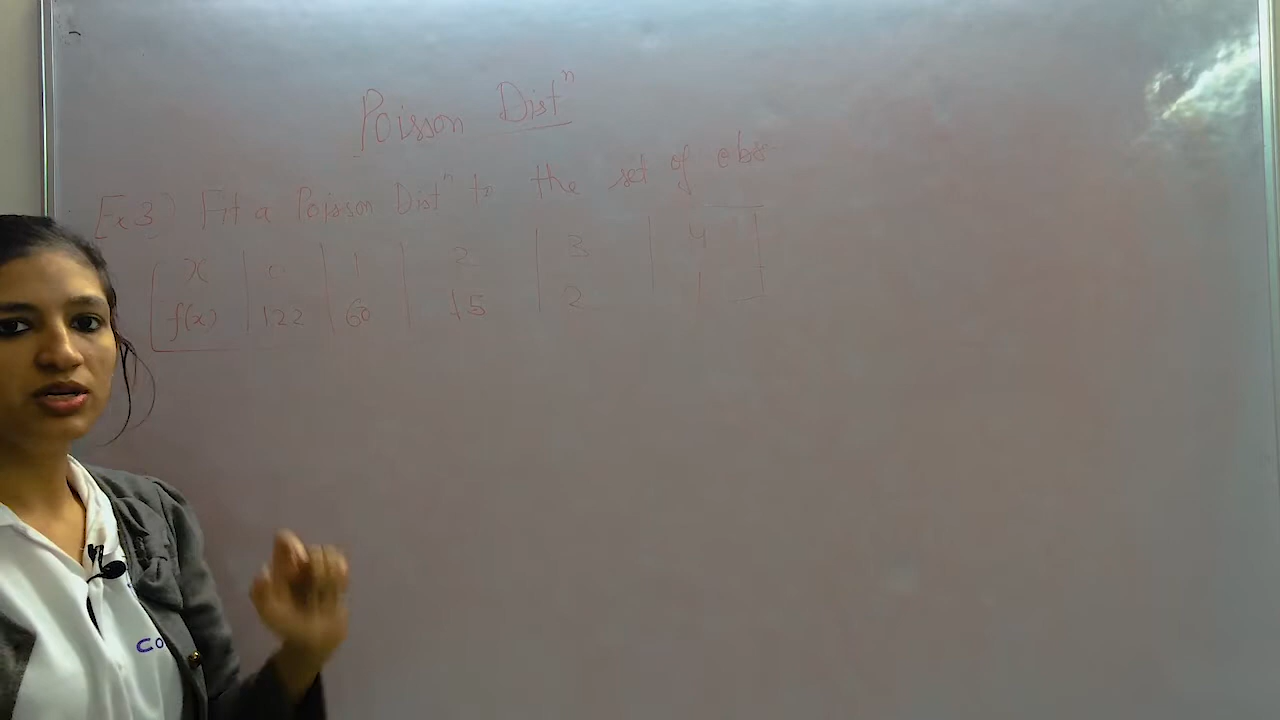 Poisson Distⁿ
Ex 3) Fit a Poisson Distⁿ to the set of obs
x | 0 | 1 | 2 | 3 | 4
f(x) | 122 | 60 | 15 | 2 | 1
CO